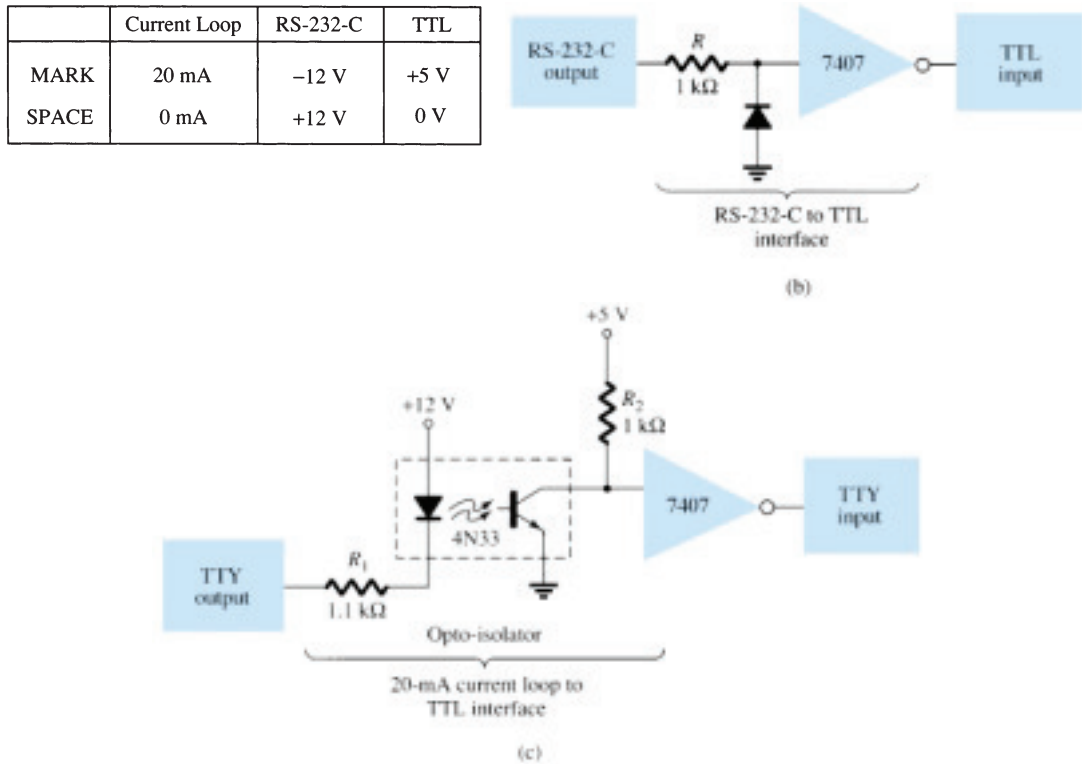 Current Loop RS-232-C TTL
MARK 20 mA −12 V +5 V
SPACE 0 mA +12 V 0 V
RS-232-C
output
R
1 kΩ
7407
TTL
input
RS-232-C to TTL
interface
(b)
+5 V
R2
1 kΩ
+12 V
4N33
7407
TTY
input
TTY
output
R1
1.1 kΩ
Opto-isolator
20-mA current loop to
TTL interface
(c)